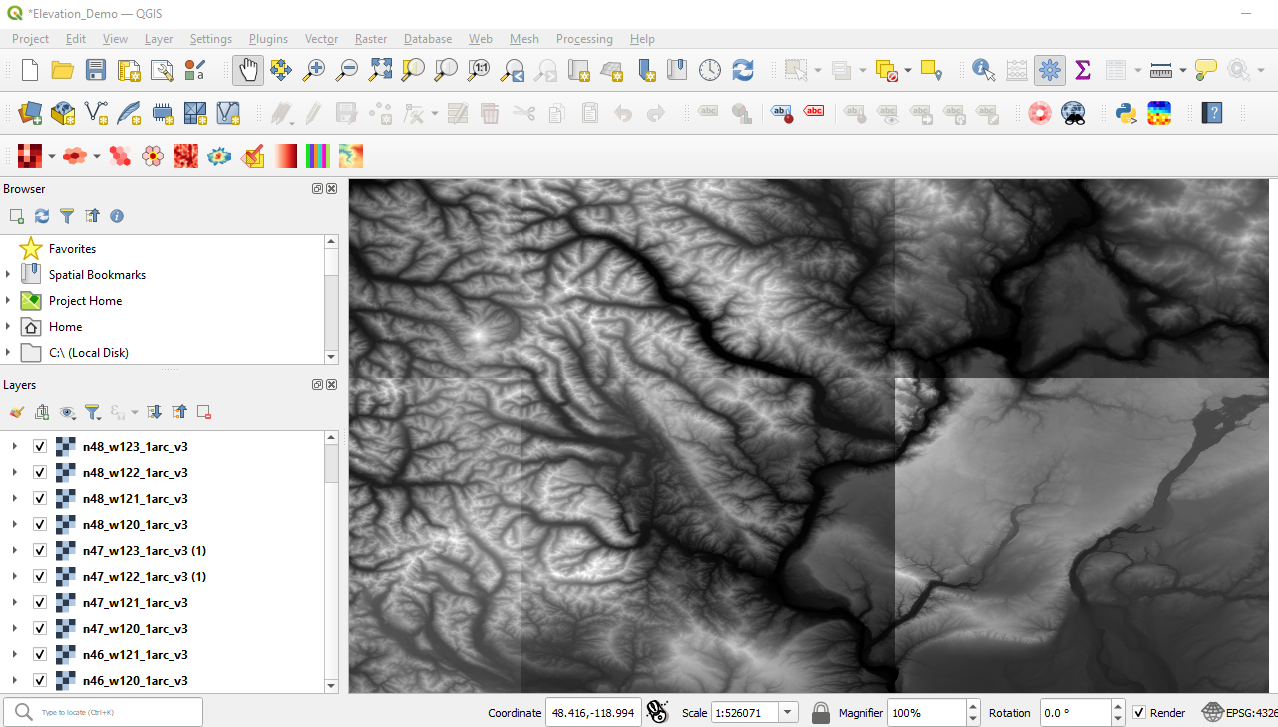 *Elevation_Demo — QGIS
Project Edit View Layer Settings Plugins Vector Raster Database Web Mesh Processing Help
Browser
Favorites
Spatial Bookmarks
Project Home
Home
C:\ (Local Disk)
Layers
n48_w123_1arc_v3
n48_w122_1arc_v3
n48_w121_1arc_v3
n48_w120_1arc_v3
n47_w123_1arc_v3 (1)
n47_w122_1arc_v3 (1)
n47_w121_1arc_v3
n47_w120_1arc_v3
n46_w121_1arc_v3
n46_w120_1arc_v3
Type to locate (Ctrl+K) Coordinate 48.416,-118.994 Scale 1:526071 Magnifier 100% Rotation 0.0 ° Render EPSG:4326